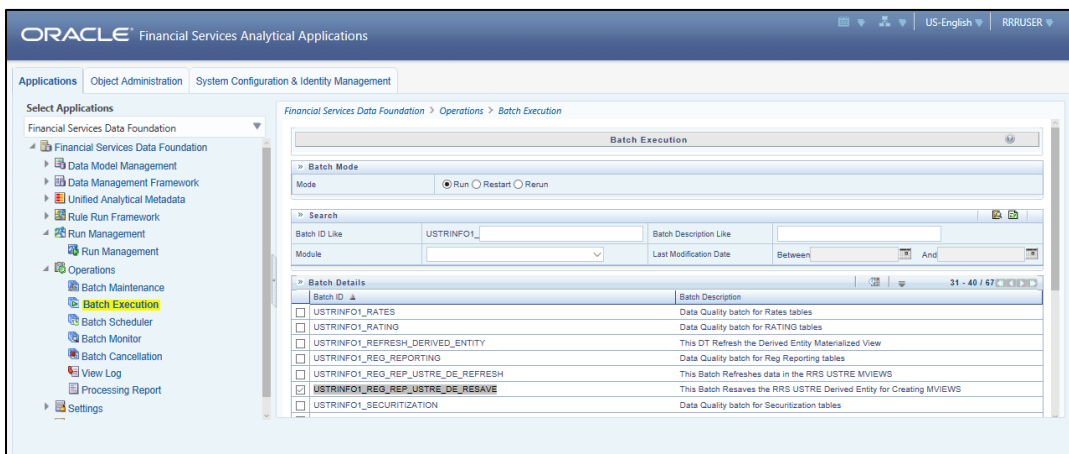 ORACLE® Financial Services Analytical Applications
US-English
RRRUSER
Applications
Object Administration
System Configuration & Identity Management
Select Applications
Financial Services Data Foundation
Financial Services Data Foundation
Data Model Management
Data Management Framework
Unified Analytical Metadata
Rule Run Framework
Run Management
Run Management
Operations
Batch Maintenance
Batch Execution
Batch Scheduler
Batch Monitor
Batch Cancellation
View Log
Processing Report
Settings
Financial Services Data Foundation > Operations > Batch Execution
Batch Execution
» Batch Mode
Mode Run Restart Rerun
» Search
Batch ID Like USTRINFO1_ Batch Description Like
Module Last Modification Date Between And
» Batch Details 31 - 40 / 67
Batch ID Batch Description
USTRINFO1_RATES Data Quality batch for Rates tables
USTRINFO1_RATING Data Quality batch for RATING tables
USTRINFO1_REFRESH_DERIVED_ENTITY This DT Refresh the Derived Entity Materialized View
USTRINFO1_REG_REPORTING Data Quality batch for Reg Reporting tables
USTRINFO1_REG_REP_USTRE_DE_REFRESH This Batch Refreshes data in the RRS USTRE MVIEWS
USTRINFO1_REG_REP_USTRE_DE_RESAVE This Batch Resaves the RRS USTRE Derived Entity for Creating MVIEWS
USTRINFO1_SECURITIZATION Data Quality batch for Securitization tables